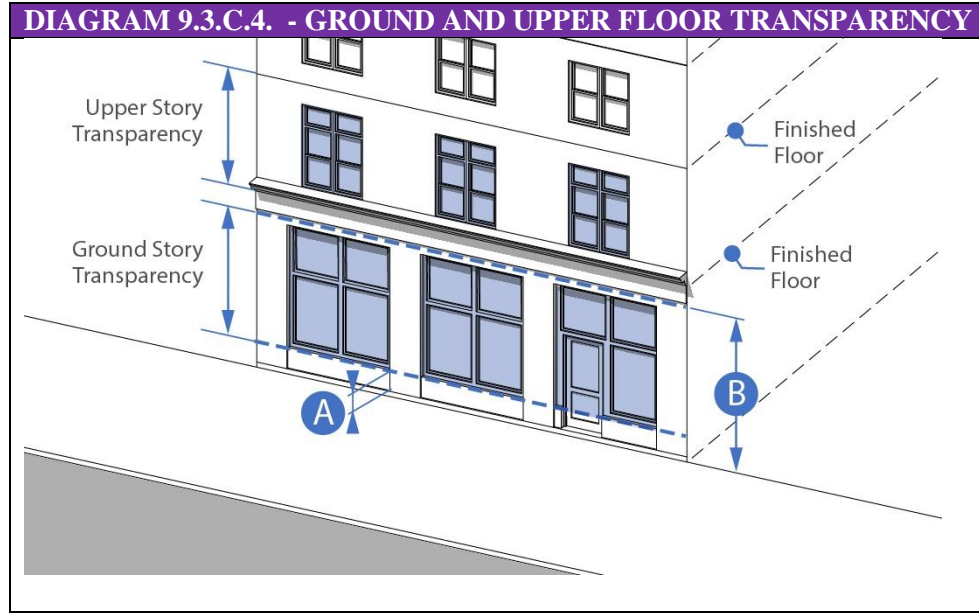 DIAGRAM 9.3.C.4. - GROUND AND UPPER FLOOR TRANSPARENCY
Upper Story
Transparency
Finished
Floor
Ground Story
Transparency
Finished
Floor
A
B